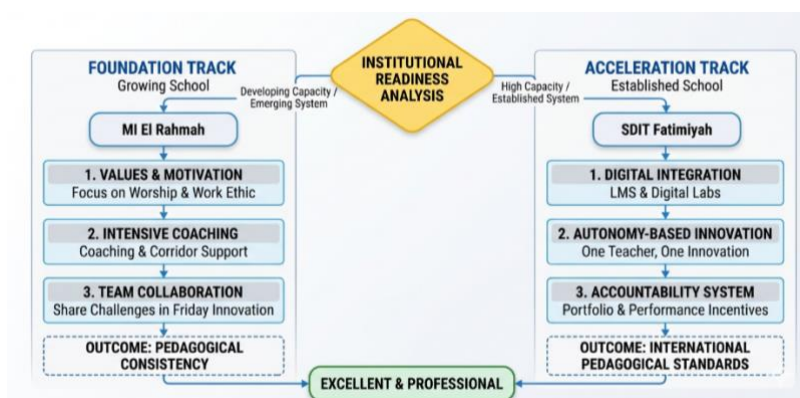 INSTITUTIONAL
READINESS
ANALYSIS
FOUNDATION TRACK
Growing School
Developing Capacity /
Emerging System
MI El Rahmah
1. VALUES & MOTIVATION
Focus on Worship & Work Ethic
2. INTENSIVE COACHING
Coaching & Corridor Support
3. TEAM COLLABORATION
Share Challenges in Friday Innovation
OUTCOME: PEDAGOGICAL
CONSISTENCY
ACCELERATION TRACK
Established School
High Capacity /
Established System
SDIT Fatimiyah
1. DIGITAL INTEGRATION
LMS & Digital Labs
2. AUTONOMY-BASED INNOVATION
One Teacher, One Innovation
3. ACCOUNTABILITY SYSTEM
Portfolio & Performance Incentives
OUTCOME: INTERNATIONAL
PEDAGOGICAL STANDARDS
EXCELLENT & PROFESSIONAL